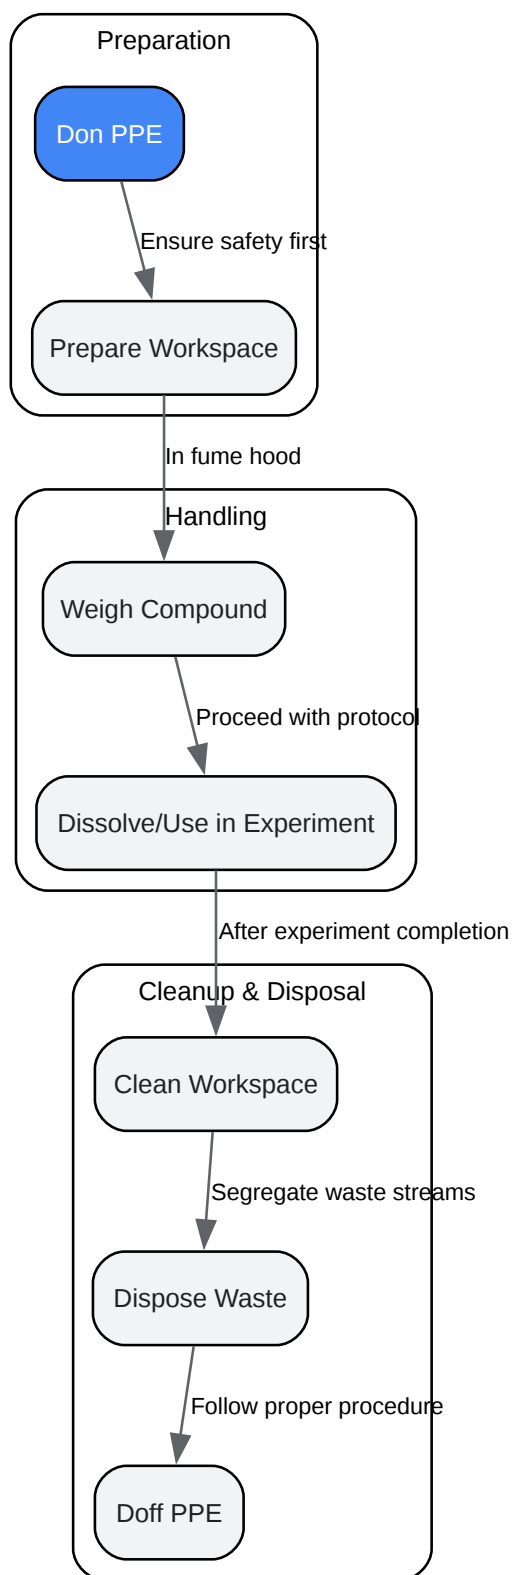 Preparation
Don PPE
Ensure safety first
Prepare Workspace
In fume hood
Handling
Weigh Compound
Proceed with protocol
Dissolve/Use in Experiment
After experiment completion
Cleanup & Disposal
Clean Workspace
Segregate waste streams
Dispose Waste
Follow proper procedure
Doff PPE